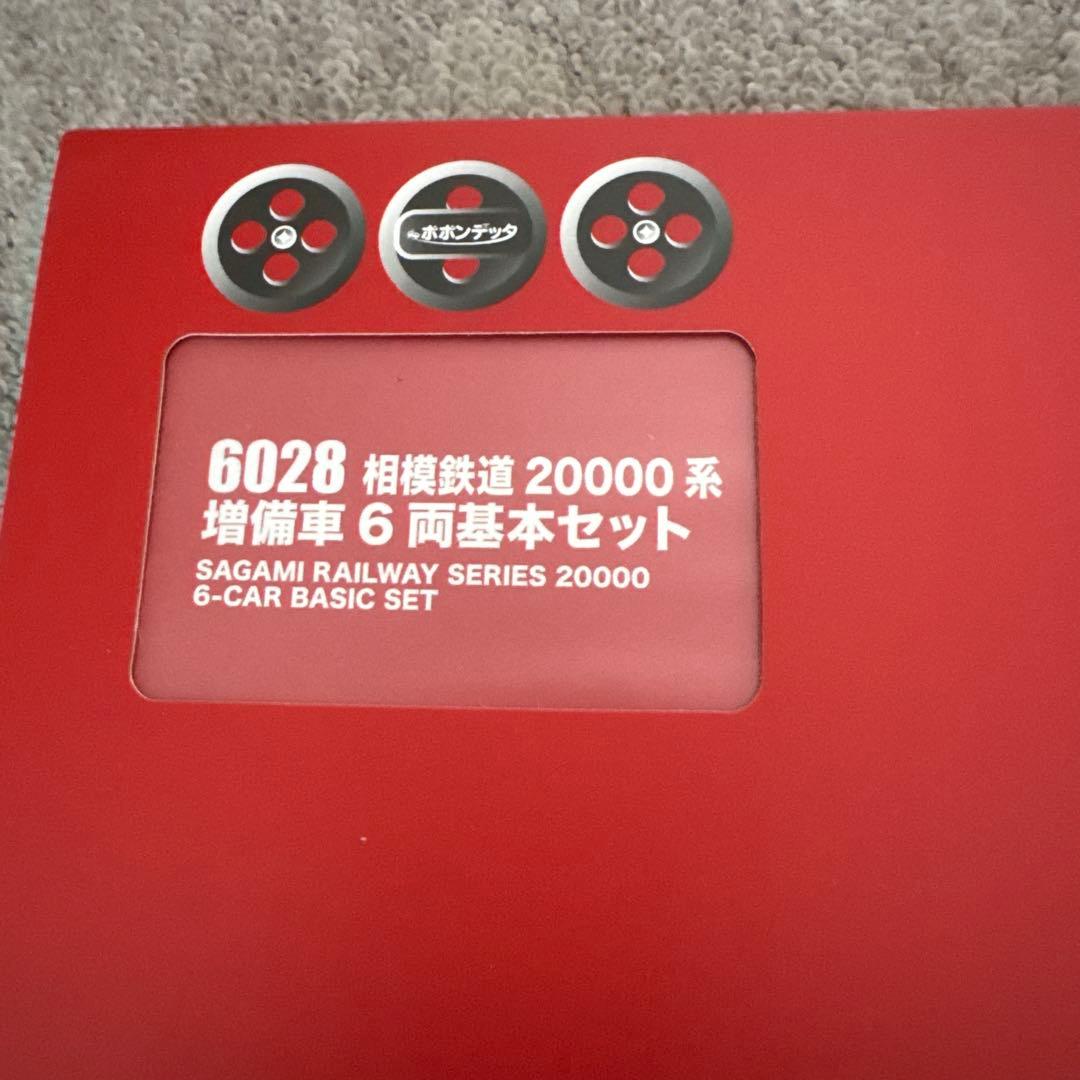 ポポンデッタ
6028 相模鉄道 20000 系
増備車 6 両基本セット
SAGAMI RAILWAY SERIES 20000
6-CAR BASIC SET